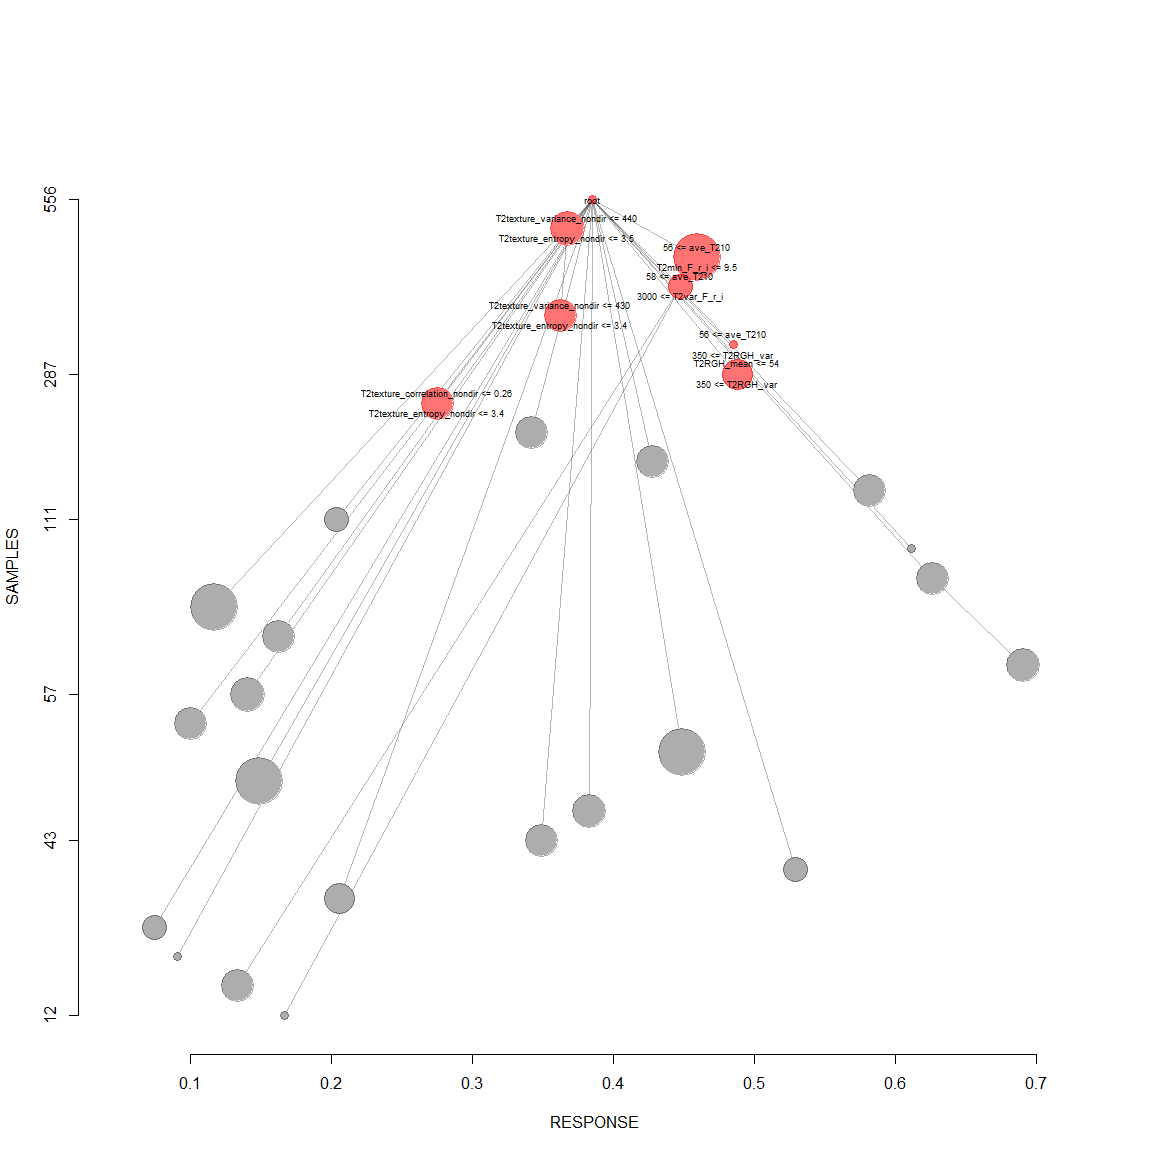 556
root
T2texture_variance_nondir <= 440
T2texture_entropy_nondir <= 3.5
56 <= ave_T210
T2min_F_r_i <= 9.5
58 <= ave_T210
3000 <= T2var_F_r_i
T2texture_variance_nondir <= 430
T2texture_entropy_nondir <= 3.4
56 <= ave_T210
350 <= T2RGH_var
T2RGH_mean <= 54
350 <= T2RGH_var
287
T2texture_correlation_nondir <= 0.26
T2texture_entropy_nondir <= 3.4
111
SAMPLES
57
43
12
0.1 0.2 0.3 0.4 0.5 0.6 0.7
RESPONSE